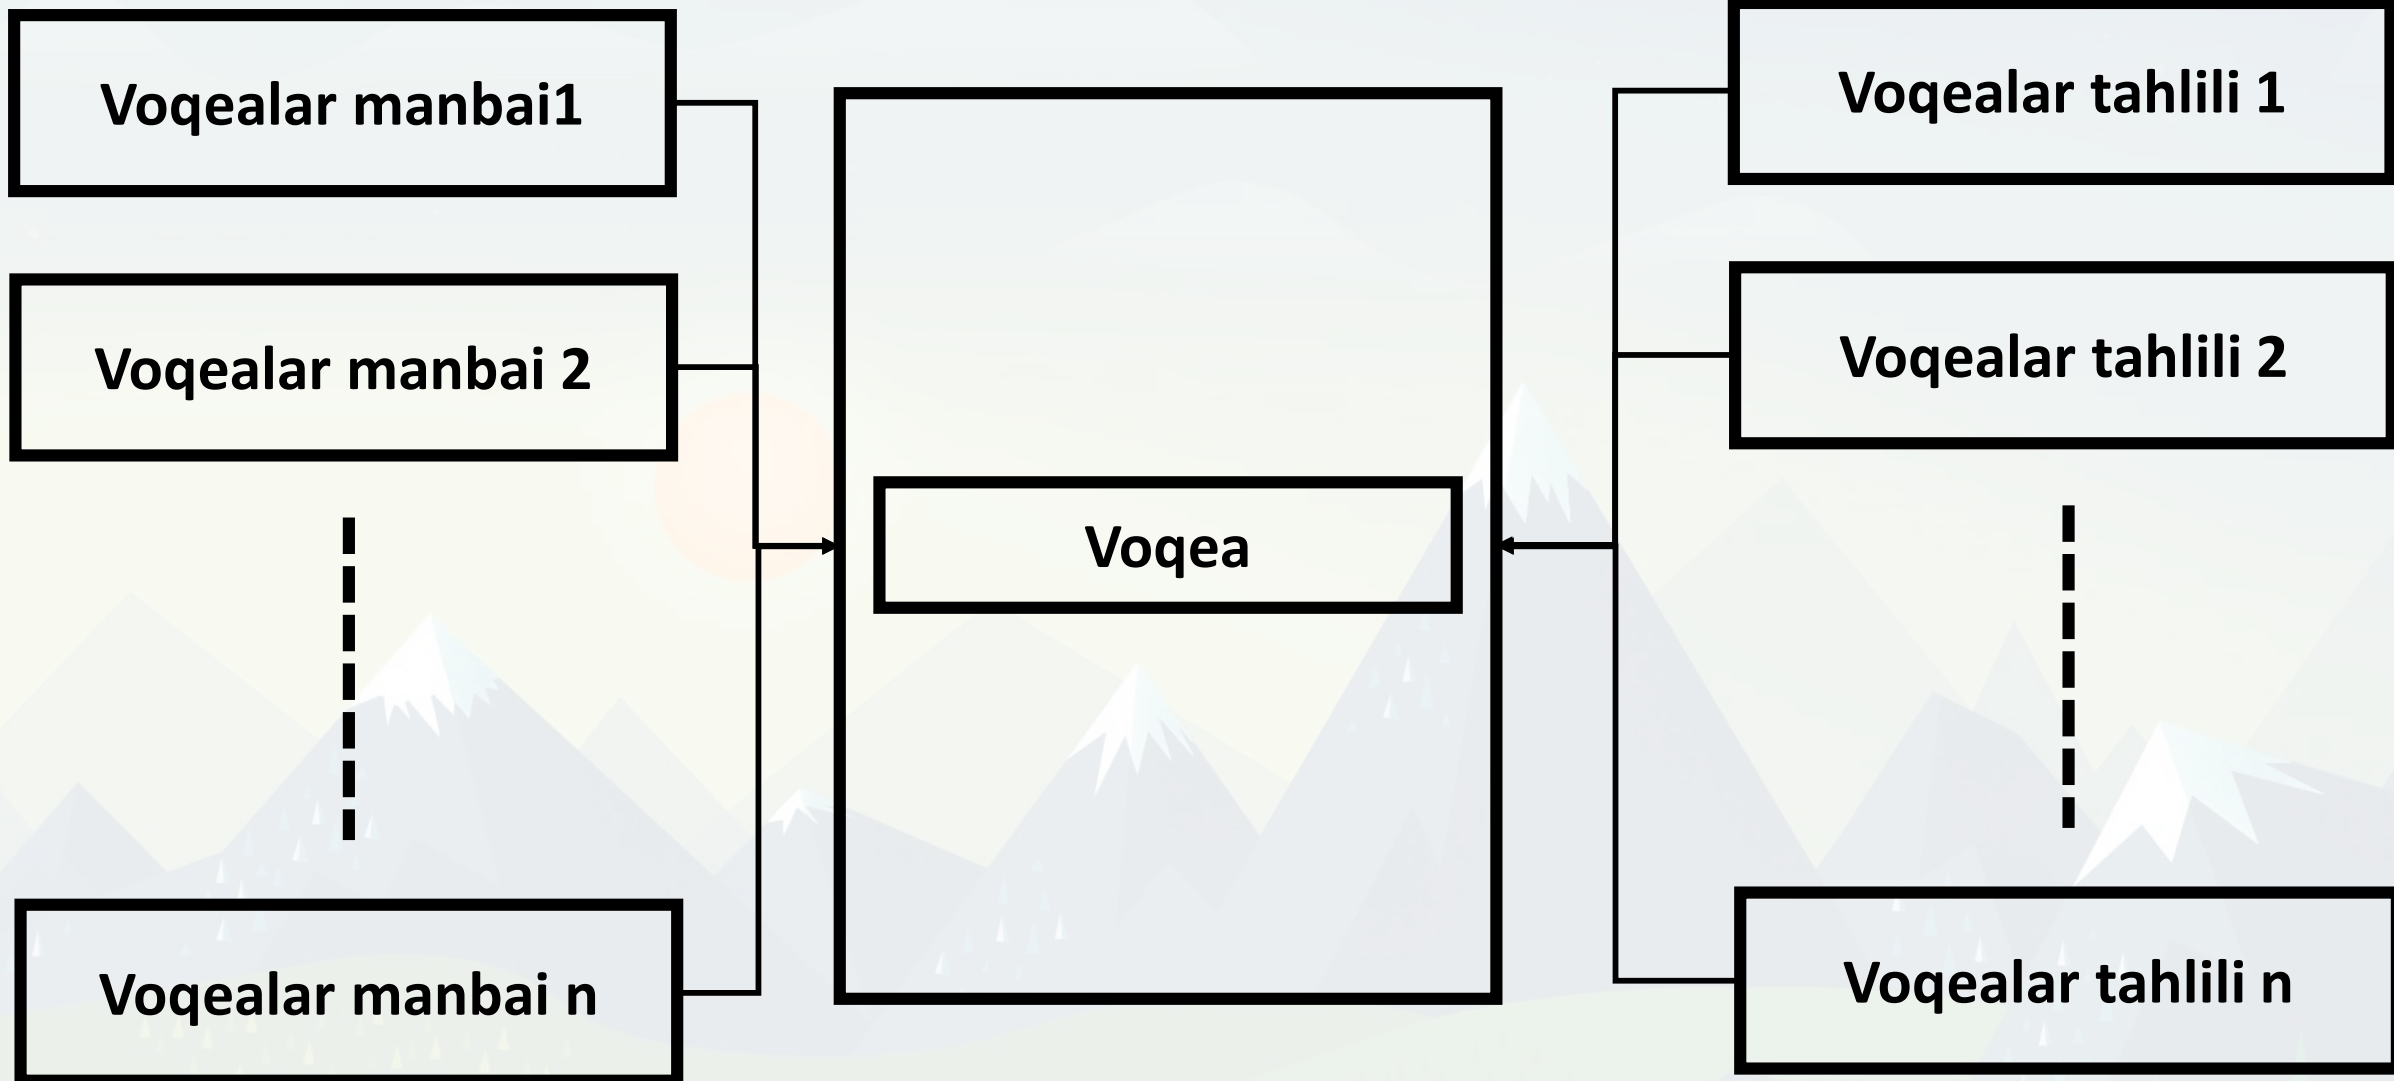 Voqealar manbai1
Voqealar manbai 2
Voqealar manbai n
Voqea
Voqealar tahlili 1
Voqealar tahlili 2
Voqealar tahlili n